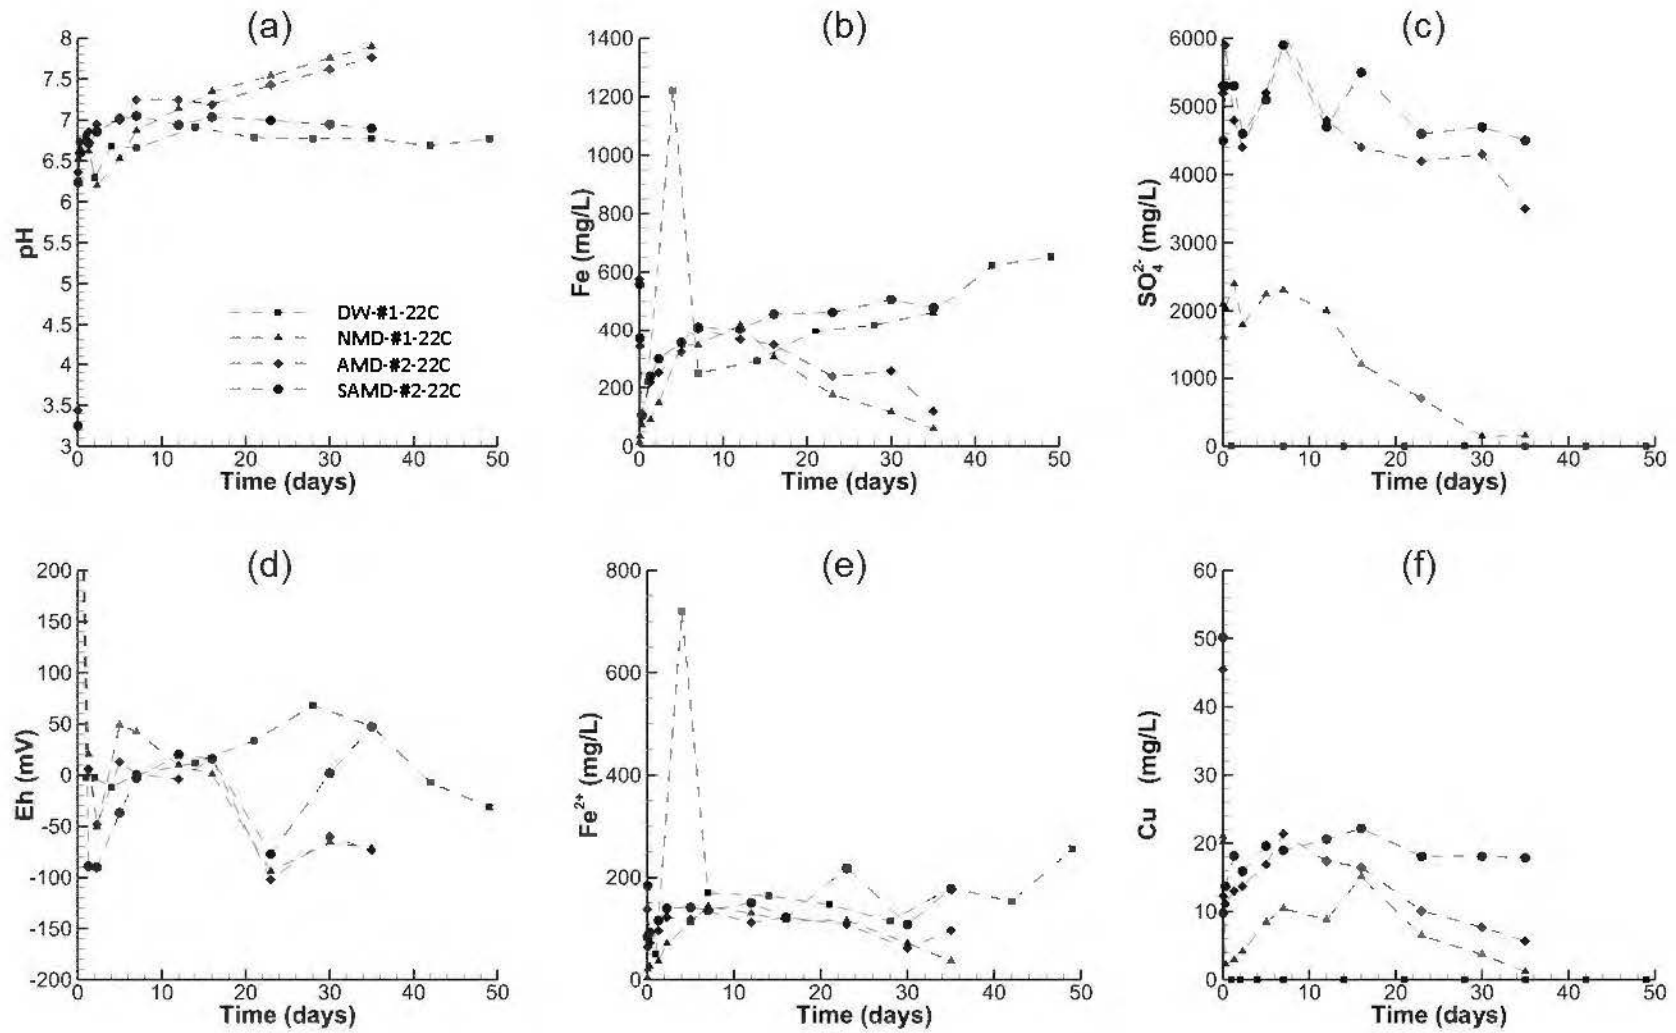 (a)
8
7.5
7
6.5
6
5.5
5
4.5
4
3.5
3
pH
0 10 20 30 40 50
Time (days)
DW-#1-22C
NMD-#1-22C
AMD-#2-22C
SAMD-#2-22C
(b)
1400
1200
1000
800
600
400
200
0
Fe (mg/L)
0 10 20 30 40 50
Time (days)
(c)
6000
5000
4000
3000
2000
1000
0
SO₄²⁻ (mg/L)
0 10 20 30 40 50
Time (days)
(d)
200
150
100
50
0
-50
-100
-150
-200
Eh (mV)
0 10 20 30 40 50
Time (days)
(e)
800
600
400
200
0
Fe²⁺ (mg/L)
0 10 20 30 40 50
Time (days)
(f)
60
50
40
30
20
10
0
Cu (mg/L)
0 10 20 30 40 50
Time (days)